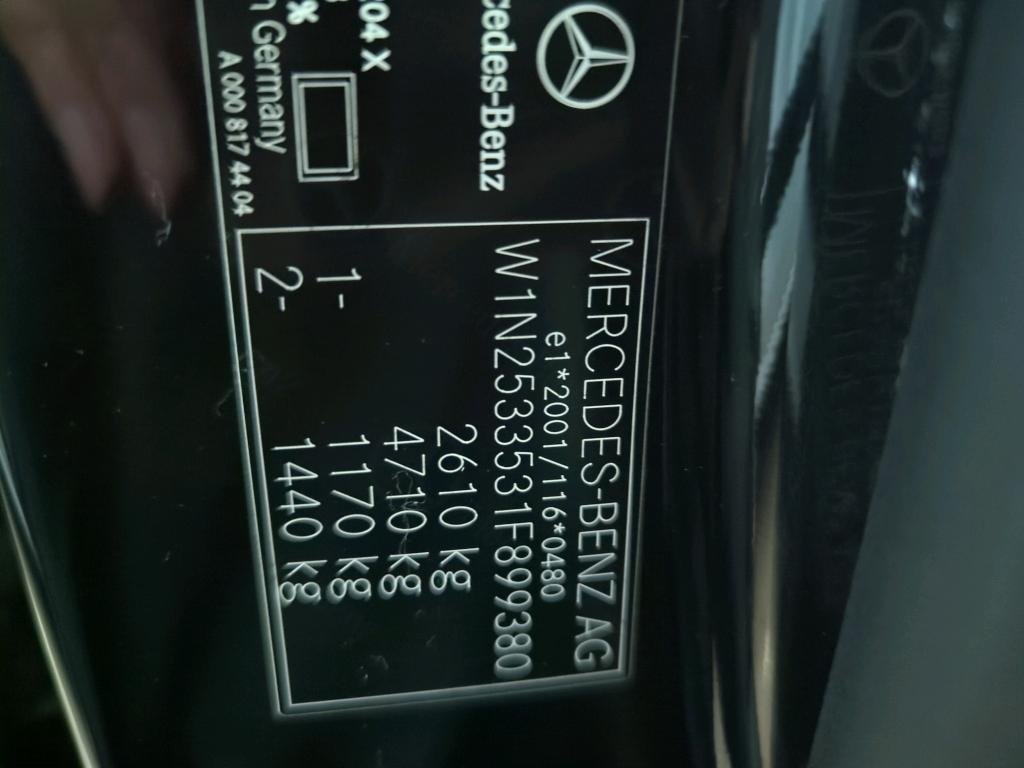 MERCEDES-BENZ AG
e1*2001/116*0480
W1N2533531F899380
2610 kg
4710 kg
1- 1170 kg
2- 1440 kg
cedes-Benz
204 X
n Germany
A 000 817 44 04